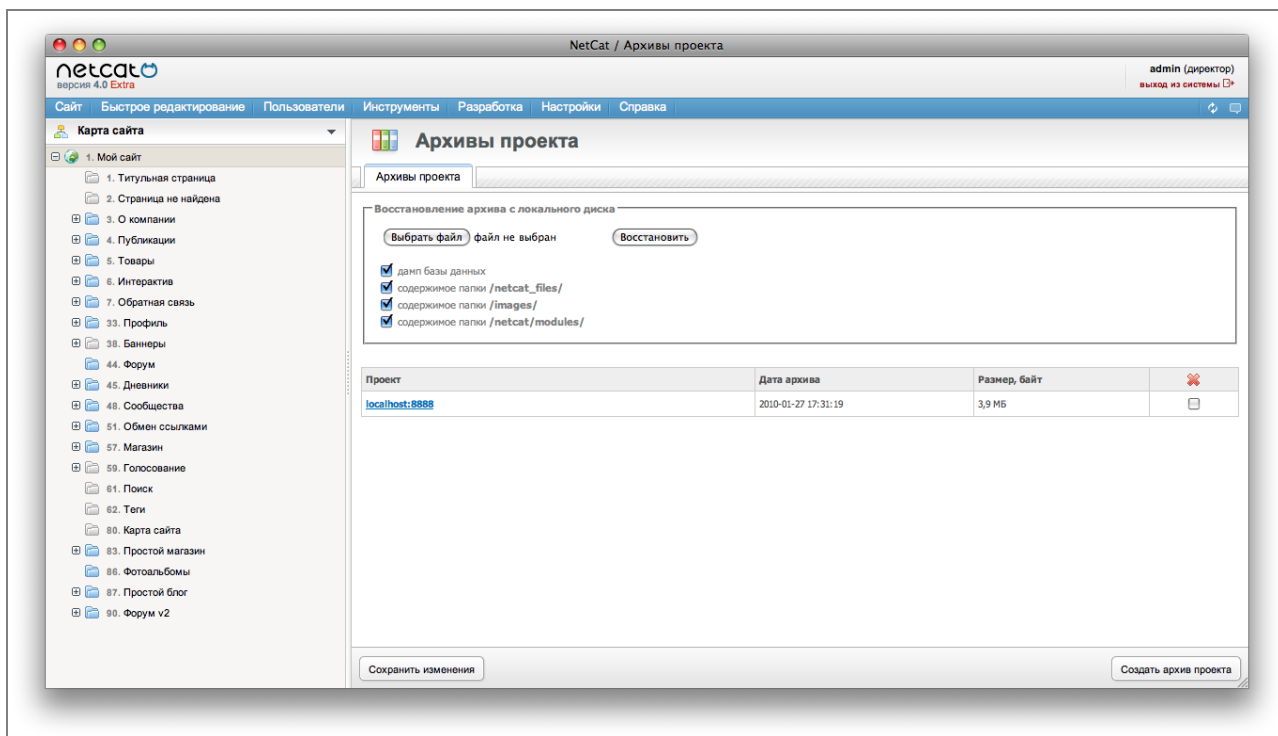 NetCat / Архивы проекта
netcat
версия 4.0 Extra
admin (директор)
выход из системы
Сайт Быстрое редактирование Пользователи Инструменты Разработка Настройки Справка
Карта сайта
Архивы проекта
1. Мой сайт
Архивы проекта
1. Титульная страница
2. Страница не найдена
3. О компании
4. Публикации
5. Товары
6. Интерактив
7. Обратная связь
33. Профиль
38. Баннеры
44. Форум
45. Дневники
48. Сообщества
51. Обмен ссылками
57. Магазин
59. Голосование
61. Поиск
62. Теги
80. Карта сайта
83. Простой магазин
86. Фотоальбомы
87. Простой блог
90. Форум v2
Восстановление архива с локального диска
Выбрать файл файл не выбран Восстановить
дамп базы данных
содержимое папки /netcat_files/
содержимое папки /images/
содержимое папки /netcat/modules/
Проект Дата архива Размер, байт
localhost:8888 2010-01-27 17:31:19 3,9 МБ
Сохранить изменения Создать архив проекта